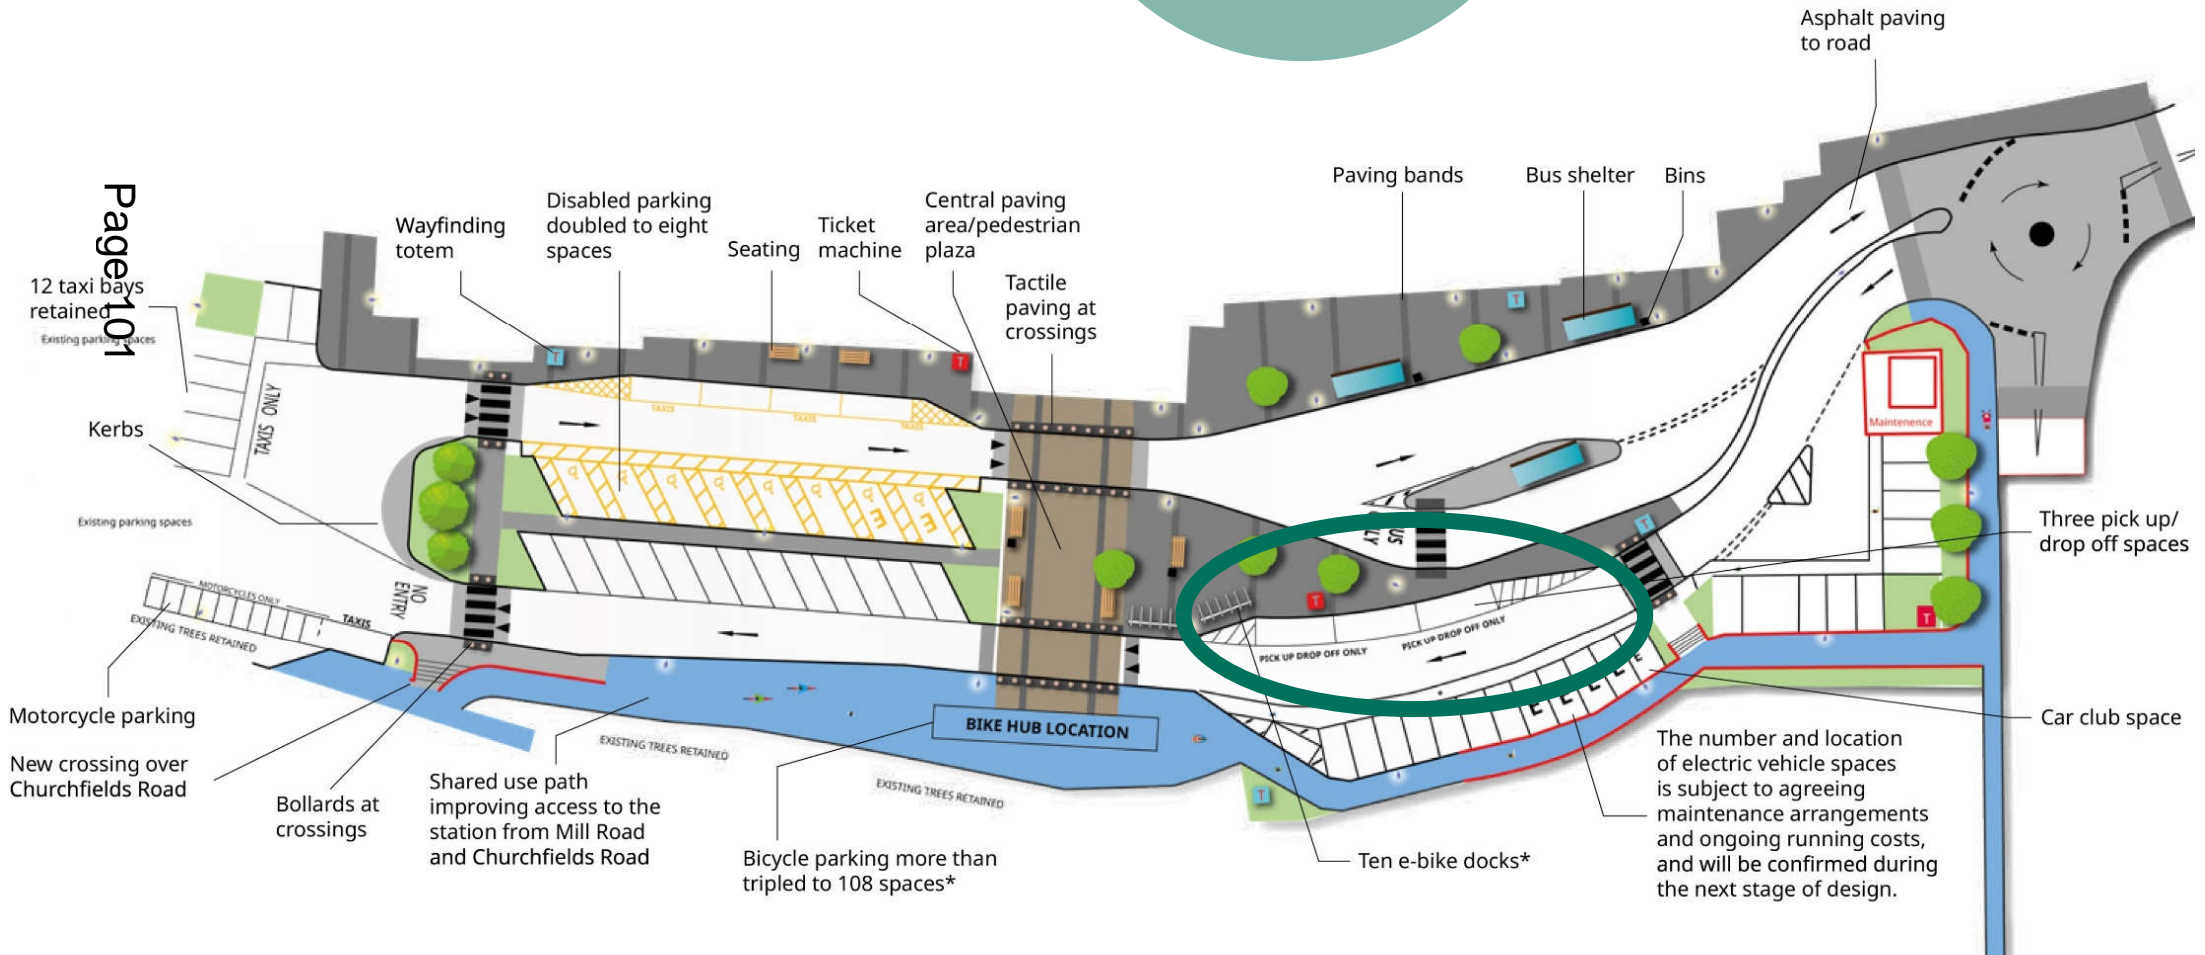 Asphalt paving
to road
Page 101
Wayfinding
totem
Disabled parking
doubled to eight
spaces
Seating
Ticket
machine
Central paving
area/pedestrian
plaza
Tactile
paving at
crossings
Paving bands
Bus shelter
Bins
12 taxi bays
retained
Existing parking spaces
TAXIS ONLY
Kerbs
Existing parking spaces
T
T
T
T
T
T
T
TAXIS
TAXIS
TAXIS
E
E
BUS
ONLY
Maintenence
Three pick up/
drop off spaces
NO
ENTRY
MOTORCYCLES ONLY
TAXIS
EXISTING TREES RETAINED
PICK UP DROP OFF ONLY
PICK UP DROP OFF ONLY
E
E
E
E
E
Motorcycle parking
New crossing over
Churchfields Road
Bollards at
crossings
Shared use path
improving access to the
station from Mill Road
and Churchfields Road
EXISTING TREES RETAINED
BIKE HUB LOCATION
EXISTING TREES RETAINED
Bicycle parking more than
tripled to 108 spaces*
Ten e-bike docks*
Car club space
The number and location
of electric vehicle spaces
is subject to agreeing
maintenance arrangements
and ongoing running costs,
and will be confirmed during
the next stage of design.